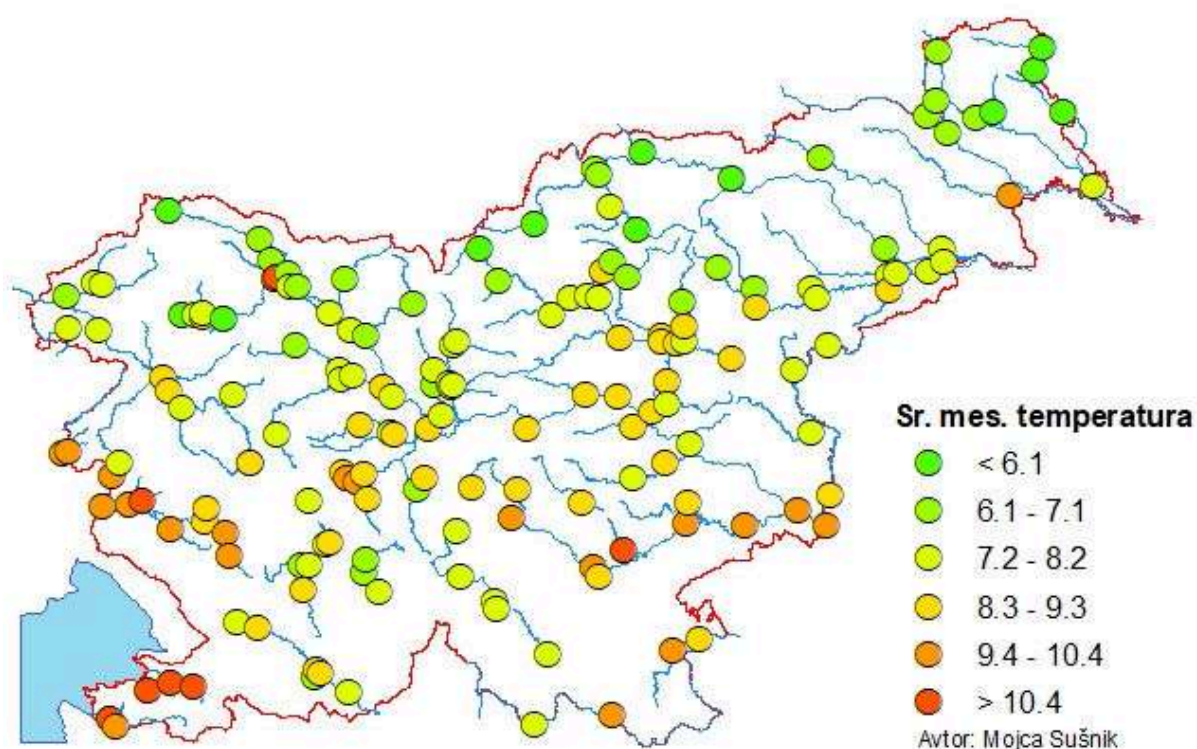 Sr. mes. temperatura
< 6.1
6.1 - 7.1
7.2 - 8.2
8.3 - 9.3
9.4 - 10.4
> 10.4
Avtor: Mojca Sušnik